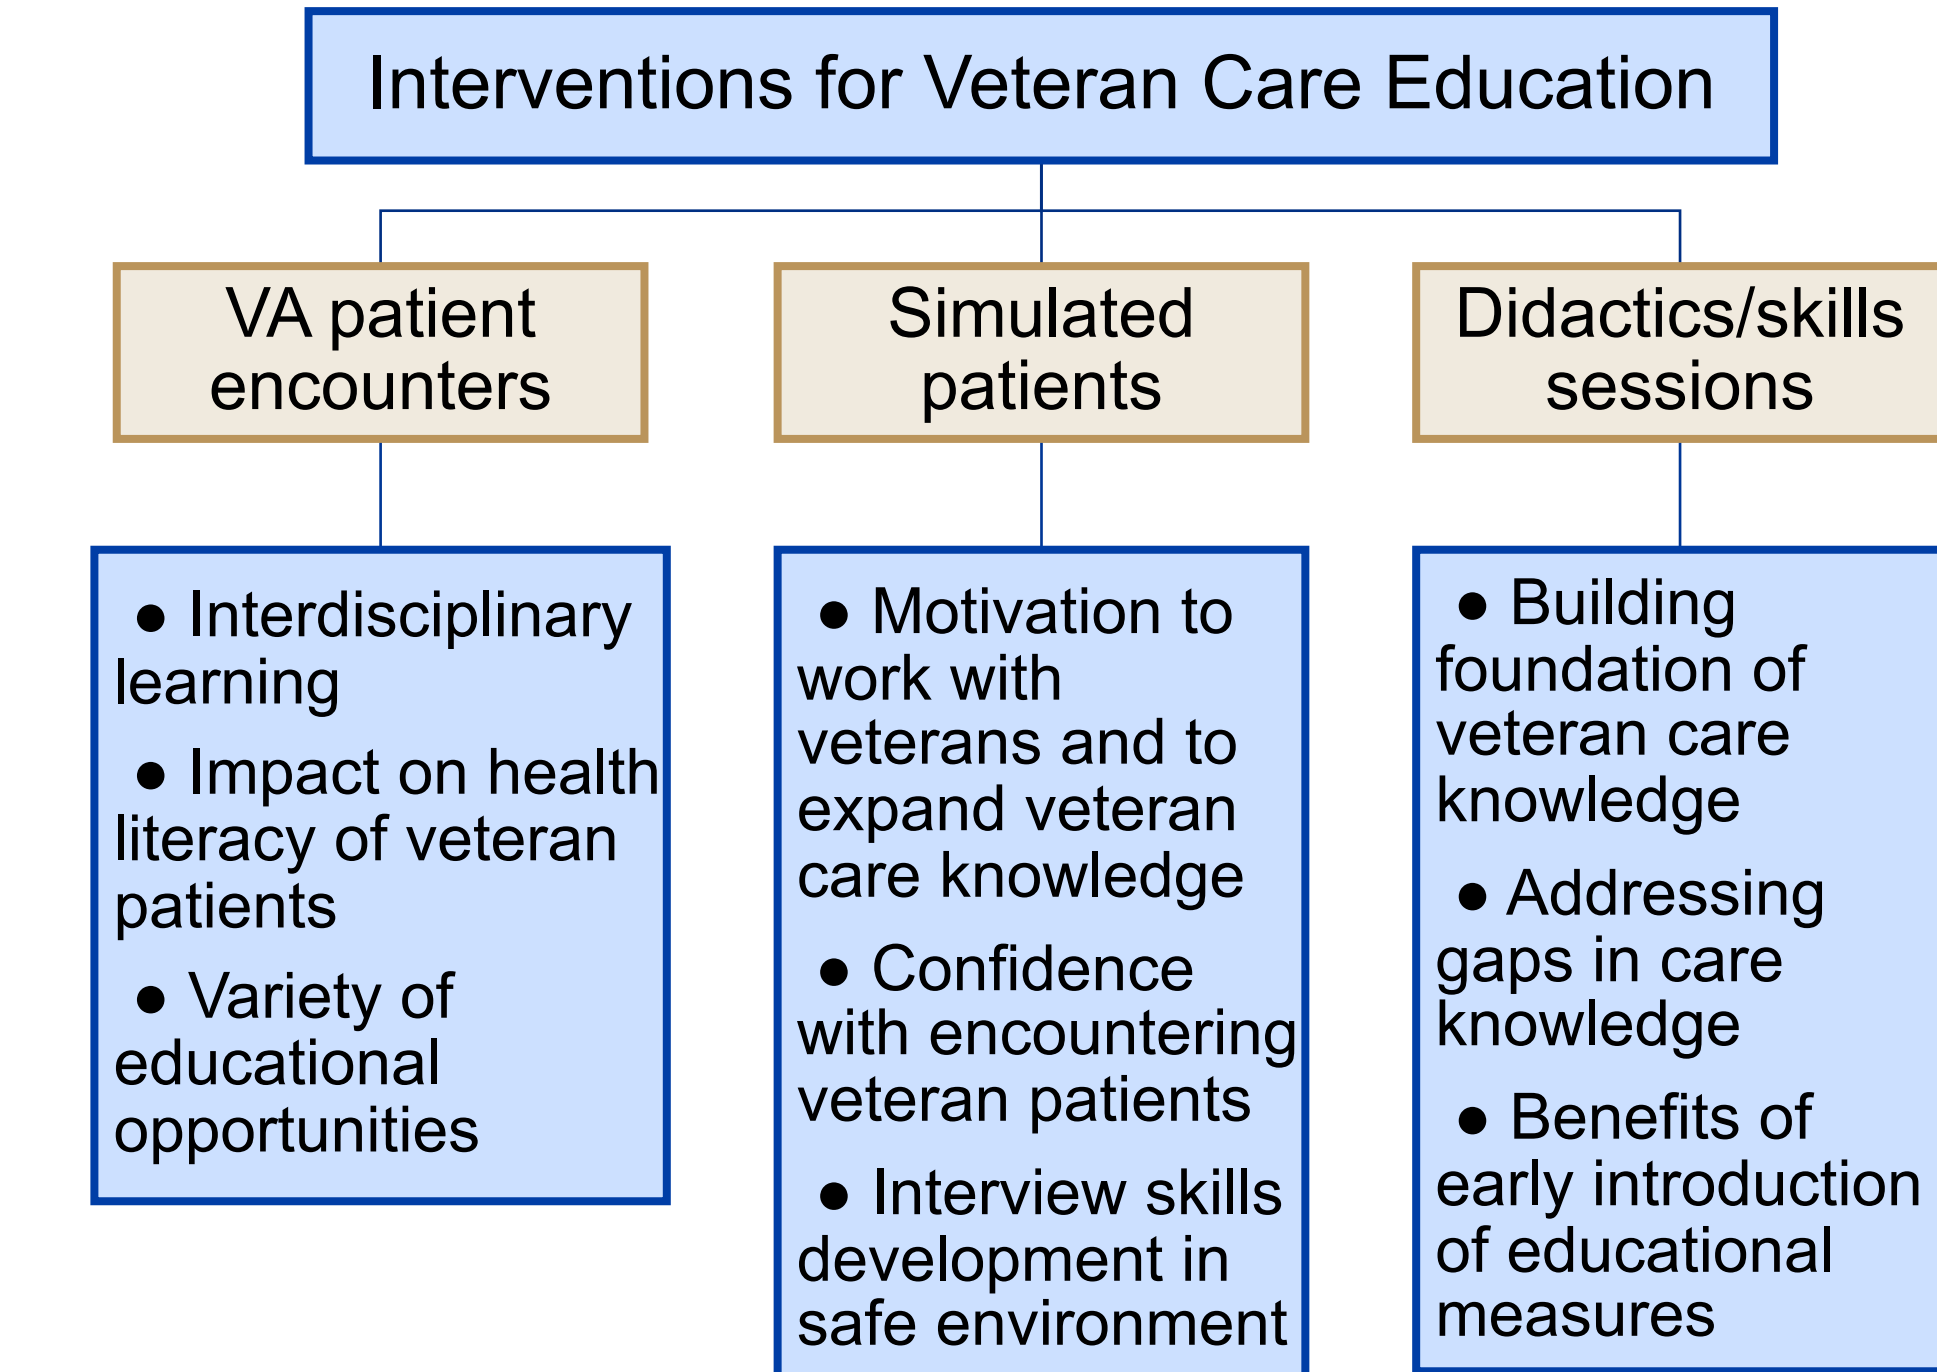 Interventions for Veteran Care Education
VA patient
encounters
● Interdisciplinary
learning
● Impact on health
literacy of veteran
patients
● Variety of
educational
opportunities
Simulated
patients
● Motivation to
work with
veterans and to
expand veteran
care knowledge
● Confidence
with encountering
veteran patients
● Interview skills
development in
safe environment
Didactics/skills
sessions
● Building
foundation of
veteran care
knowledge
● Addressing
gaps in care
knowledge
● Benefits of
early introduction
of educational
measures